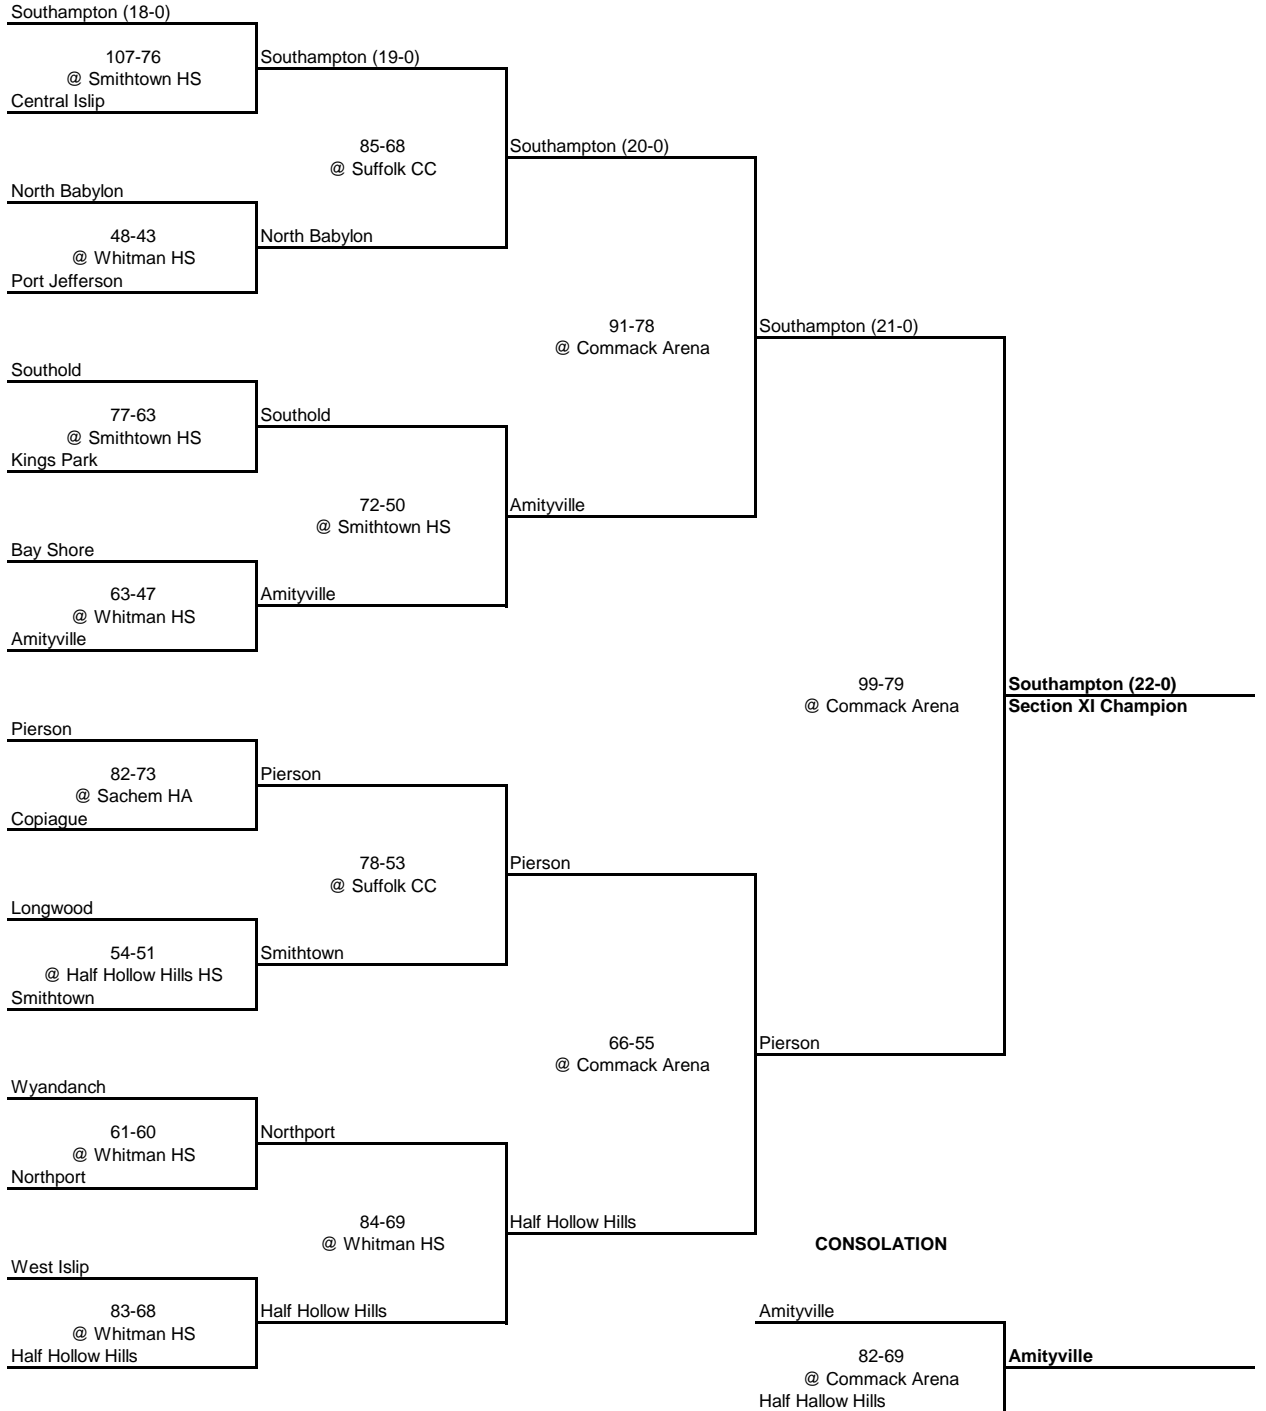 Southampton (18-0)
107-76
@ Smithtown HS
Central Islip
Southampton (19-0)
85-68
@ Suffolk CC
Southampton (20-0)
North Babylon
48-43
@ Whitman HS
Port Jefferson
North Babylon
91-78
@ Commack Arena
Southampton (21-0)
Southold
77-63
@ Smithtown HS
Kings Park
Southold
72-50
@ Smithtown HS
Amityville
Bay Shore
63-47
@ Whitman HS
Amityville
Amityville
99-79
@ Commack Arena
Southampton (22-0)
Section XI Champion
Pierson
82-73
@ Sachem HA
Copiague
Pierson
78-53
@ Suffolk CC
Pierson
Longwood
54-51
@ Half Hollow Hills HS
Smithtown
Smithtown
66-55
@ Commack Arena
Pierson
Wyandanch
61-60
@ Whitman HS
Northport
Northport
84-69
@ Whitman HS
Half Hollow Hills
West Islip
83-68
@ Whitman HS
Half Hollow Hills
Half Hollow Hills
CONSOLATION
Amityville
82-69
@ Commack Arena
Half Hallow Hills
Amityville